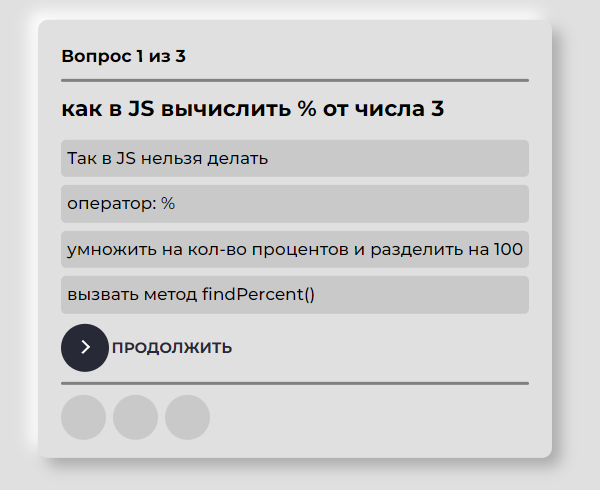 Вопрос 1 из 3
как в JS вычислить % от числа 3
Так в JS нельзя делать
оператор: %
умножить на кол-во процентов и разделить на 100
вызвать метод findPercent()
ПРОДОЛЖИТЬ